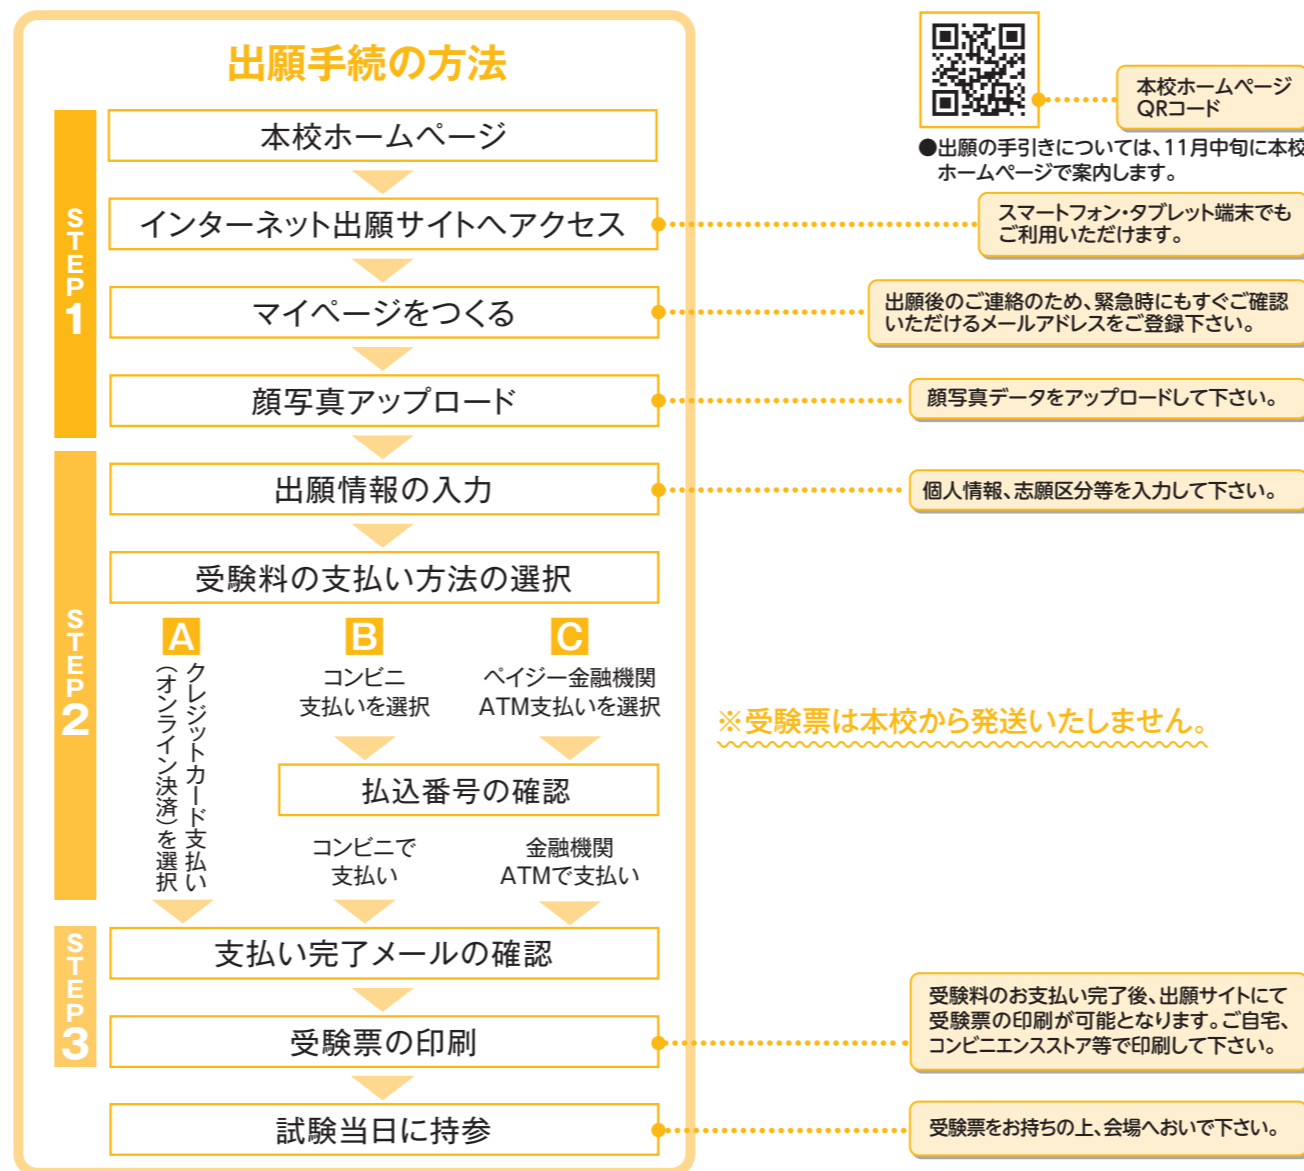 出願手続の方法
本校ホームページ
QRコード
●出願の手引きについては、11月中旬に本校
ホームページで案内します。
STEP1
本校ホームページ
インターネット出願サイトへアクセス
スマートフォン・タブレット端末でも
ご利用いただけます。
マイページをつくる
出願後のご連絡のため、緊急時にもすぐご確認
いただけるメールアドレスをご登録下さい。
顔写真アップロード
顔写真データをアップロードして下さい。
STEP2
出願情報の入力
個人情報、志願区分等を入力して下さい。
受験料の支払い方法の選択
A
クレジットカード支払い
(オンライン決済)を選択
B
コンビニ
支払いを選択
C
ペイジー金融機関
ATM支払いを選択
払込番号の確認
コンビニで
支払い
金融機関
ATMで支払い
※受験票は本校から発送いたしません。
STEP3
支払い完了メールの確認
受験票の印刷
受験料のお支払い完了後、出願サイトにて
受験票の印刷が可能となります。ご自宅、
コンビニエンスストア等で印刷して下さい。
試験当日に持参
受験票をお持ちの上、会場へおいで下さい。